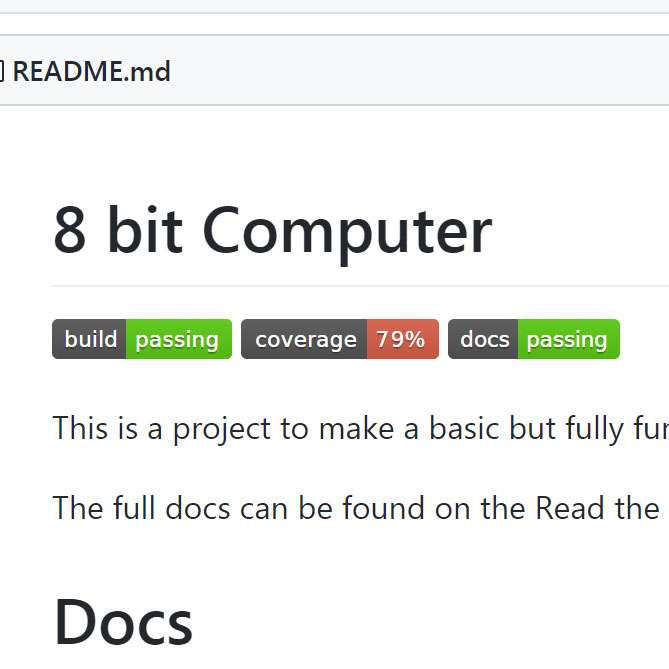 README.md
8 bit Computer
build passing coverage 79% docs passing
This is a project to make a basic but fully
The full docs can be found on the Read the
Docs